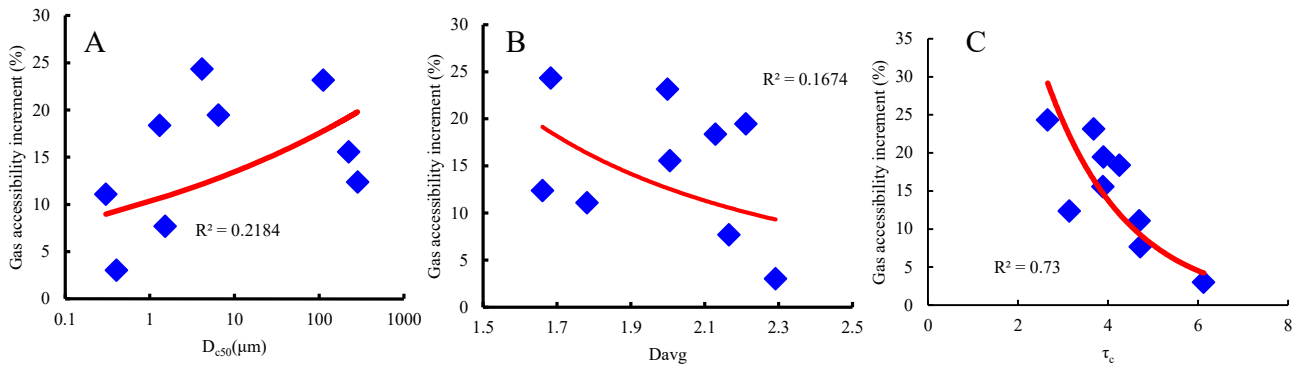 A
Gas accessibility increment (%)
30
25
20
15
10
5
0
R² = 0.2184
0.1 1 10 100 1000
D_c50(μm)
B
Gas accessibility increment (%)
30
25
20
15
10
5
0
R² = 0.1674
1.5 1.7 1.9 2.1 2.3 2.5
Davg
C
Gas accessibility increment (%)
35
30
25
20
15
10
5
0
R² = 0.73
0 2 4 6 8
τ_c